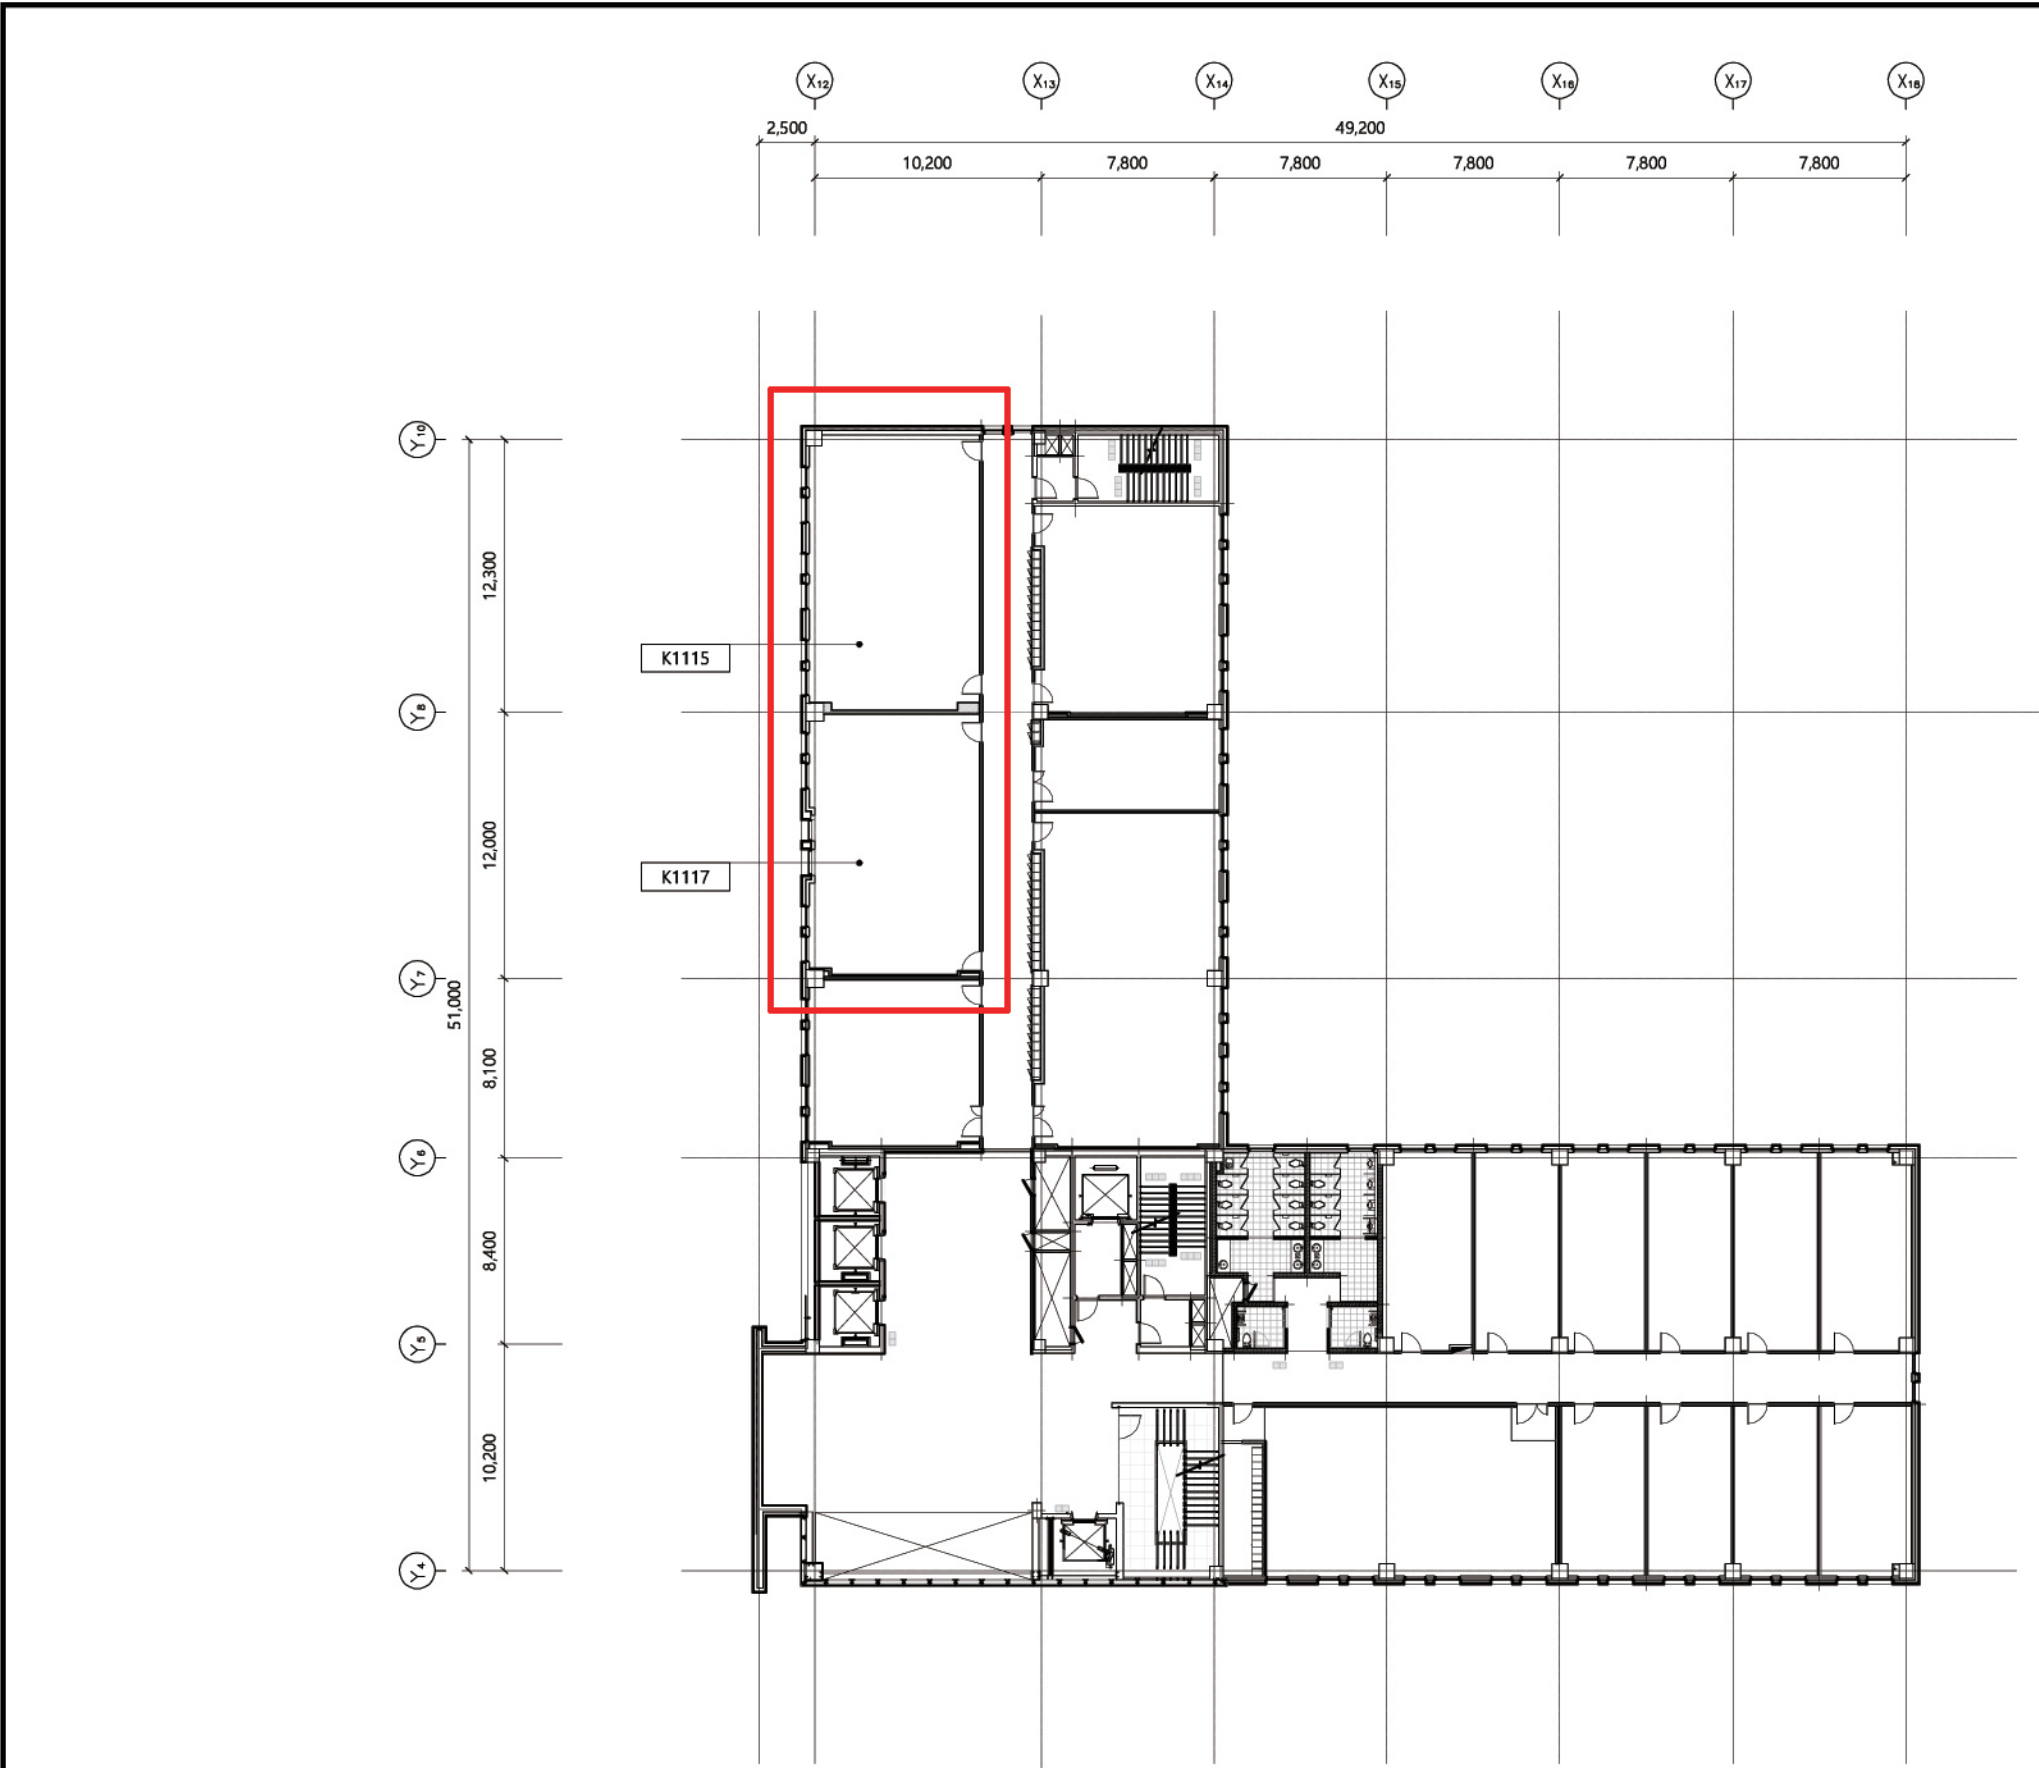 X12 X13 X14 X15 X16 X17 X18
2,500 49,200
10,200 7,800 7,800 7,800 7,800 7,800
Y10
12,300
K1115
Y8
12,000
K1117
Y7
51,000
8,100
Y6
8,400
Y5
10,200
Y4